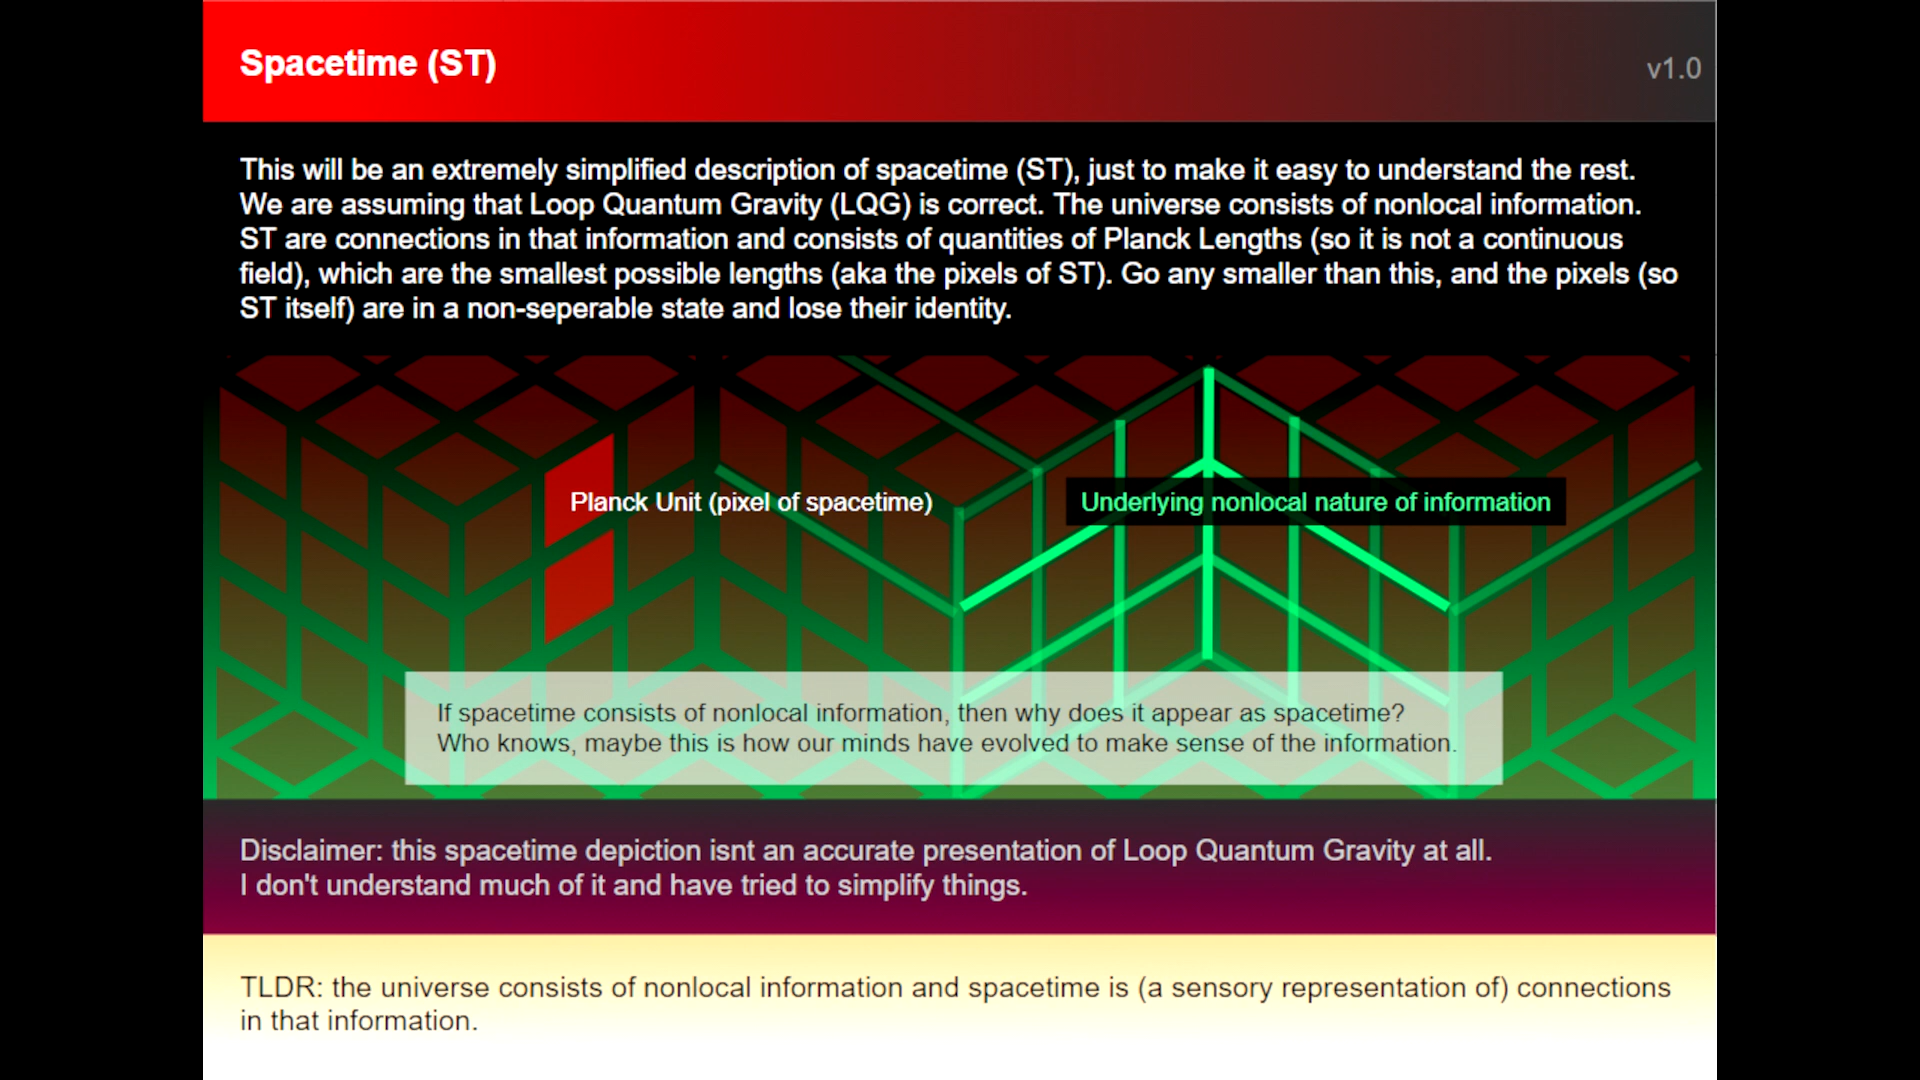 Spacetime (ST)
v1.0
This will be an extremely simplified description of spacetime (ST), just to make it easy to understand the rest.
We are assuming that Loop Quantum Gravity (LQG) is correct. The universe consists of nonlocal information.
ST are connections in that information and consists of quantities of Planck Lengths (so it is not a continuous
field), which are the smallest possible lengths (aka the pixels of ST). Go any smaller than this, and the pixels (so
ST itself) are in a non-seperable state and lose their identity.
Planck Unit (pixel of spacetime)
Underlying nonlocal nature of information
If spacetime consists of nonlocal information, then why does it appear as spacetime?
Who knows, maybe this is how our minds have evolved to make sense of the information.
Disclaimer: this spacetime depiction isnt an accurate presentation of Loop Quantum Gravity at all.
I don't understand much of it and have tried to simplify things.
TLDR: the universe consists of nonlocal information and spacetime is (a sensory representation of) connections
in that information.